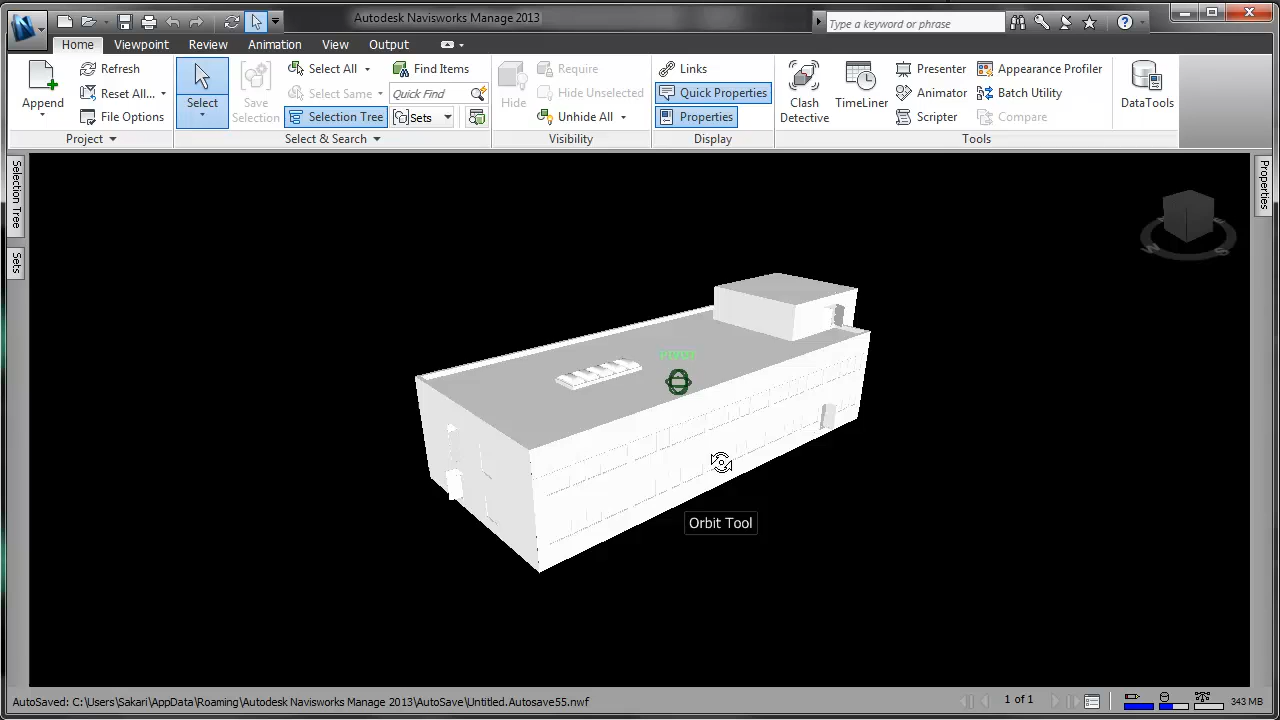 Autodesk Navisworks Manage 2013
Type a keyword or phrase
Home Viewpoint Review Animation View Output
Append
Refresh
Reset All...
File Options
Project
Select
Save Selection
Select All
Select Same
Selection Tree
Find Items
Quick Find
Sets
Select & Search
Hide
Require
Hide Unselected
Unhide All
Visibility
Links
Quick Properties
Properties
Display
Clash Detective
TimeLiner
Presenter
Animator
Scripter
Appearance Profiler
Batch Utility
Compare
Tools
DataTools
Selection Tree
Sets
Properties
W
S
PIVOT
Orbit Tool
AutoSaved: C:\Users\Sakari\AppData\Roaming\Autodesk Navisworks Manage 2013\AutoSave\Untitled.Autosave55.nwf
1 of 1
343 MB